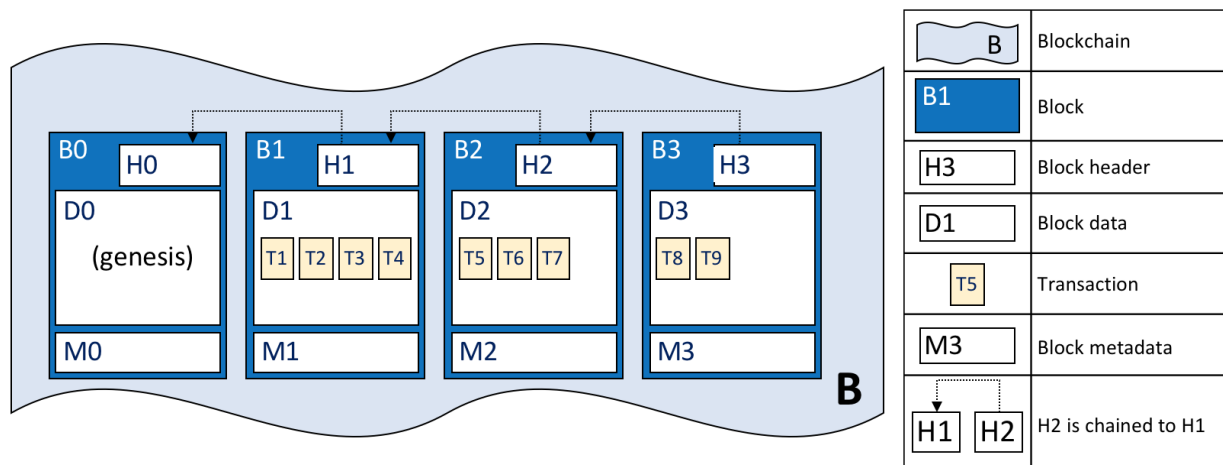 B0
H0
D0
(genesis)
M0
B1
H1
D1
T1 T2 T3 T4
M1
B2
H2
D2
T5 T6 T7
M2
B3
H3
D3
T8 T9
M3
B
B Blockchain
B1 Block
H3 Block header
D1 Block data
T5 Transaction
M3 Block metadata
H1 H2 H2 is chained to H1